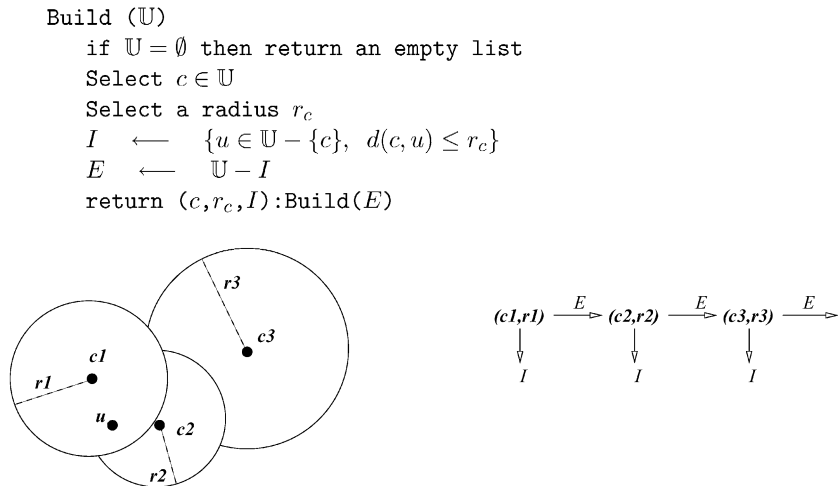 Build (𝕌)
if 𝕌 = ∅ then return an empty list
Select c ∈ 𝕌
Select a radius r_c
I ⟵ {u ∈ 𝕌 − {c}, d(c, u) ≤ r_c}
E ⟵ 𝕌 − I
return (c,r_c,I):Build(E)
r3
c3
c1
r1
u
c2
r2
(c1,r1) E (c2,r2) E (c3,r3) E
I I I